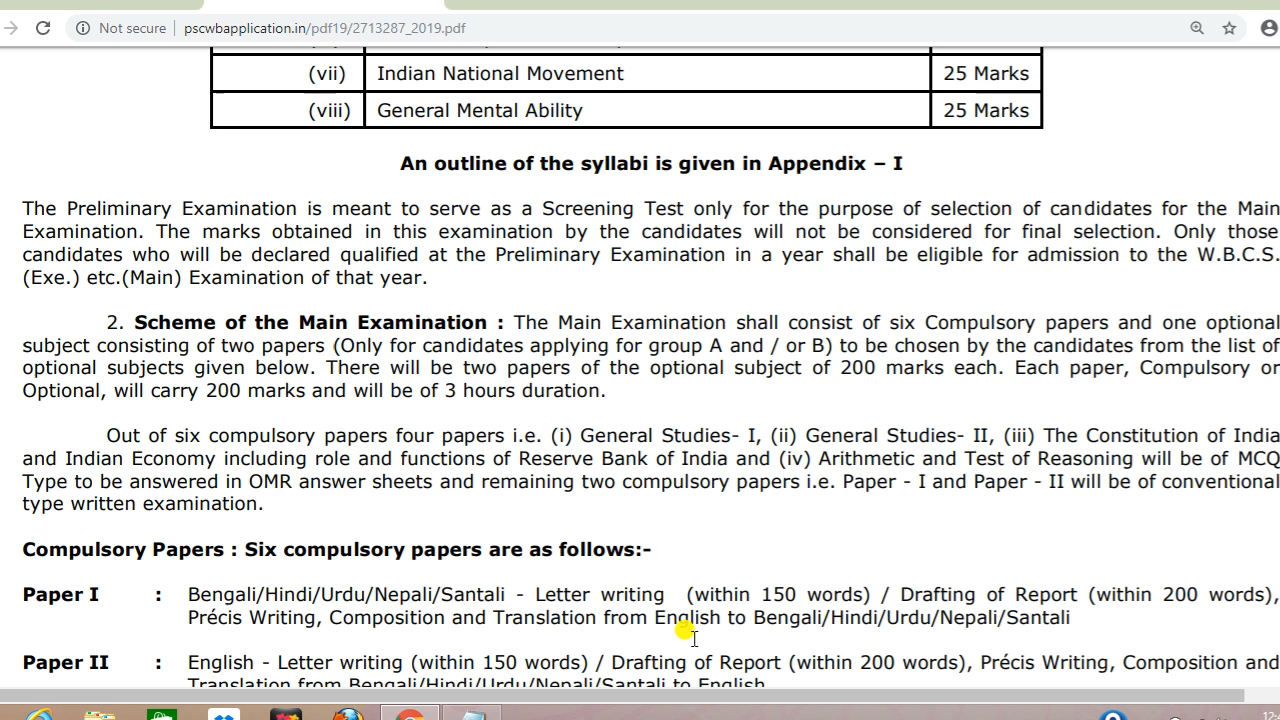 Not secure | pscwbapplication.in/pdf19/2713287_2019.pdf
(vii) Indian National Movement 25 Marks
(viii) General Mental Ability 25 Marks
An outline of the syllabi is given in Appendix – I
The Preliminary Examination is meant to serve as a Screening Test only for the purpose of selection of candidates for the Main
Examination. The marks obtained in this examination by the candidates will not be considered for final selection. Only those
candidates who will be declared qualified at the Preliminary Examination in a year shall be eligible for admission to the W.B.C.S.
(Exe.) etc.(Main) Examination of that year.
2. Scheme of the Main Examination : The Main Examination shall consist of six Compulsory papers and one optional
subject consisting of two papers (Only for candidates applying for group A and / or B) to be chosen by the candidates from the list of
optional subjects given below. There will be two papers of the optional subject of 200 marks each. Each paper, Compulsory or
Optional, will carry 200 marks and will be of 3 hours duration.
Out of six compulsory papers four papers i.e. (i) General Studies- I, (ii) General Studies- II, (iii) The Constitution of India
and Indian Economy including role and functions of Reserve Bank of India and (iv) Arithmetic and Test of Reasoning will be of MCQ
Type to be answered in OMR answer sheets and remaining two compulsory papers i.e. Paper - I and Paper - II will be of conventional
type written examination.
Compulsory Papers : Six compulsory papers are as follows:-
Paper I : Bengali/Hindi/Urdu/Nepali/Santali - Letter writing (within 150 words) / Drafting of Report (within 200 words),
Précis Writing, Composition and Translation from English to Bengali/Hindi/Urdu/Nepali/Santali
Paper II : English - Letter writing (within 150 words) / Drafting of Report (within 200 words), Précis Writing, Composition and
Translation from Bengali/Hindi/Urdu/Nepali/Santali to English